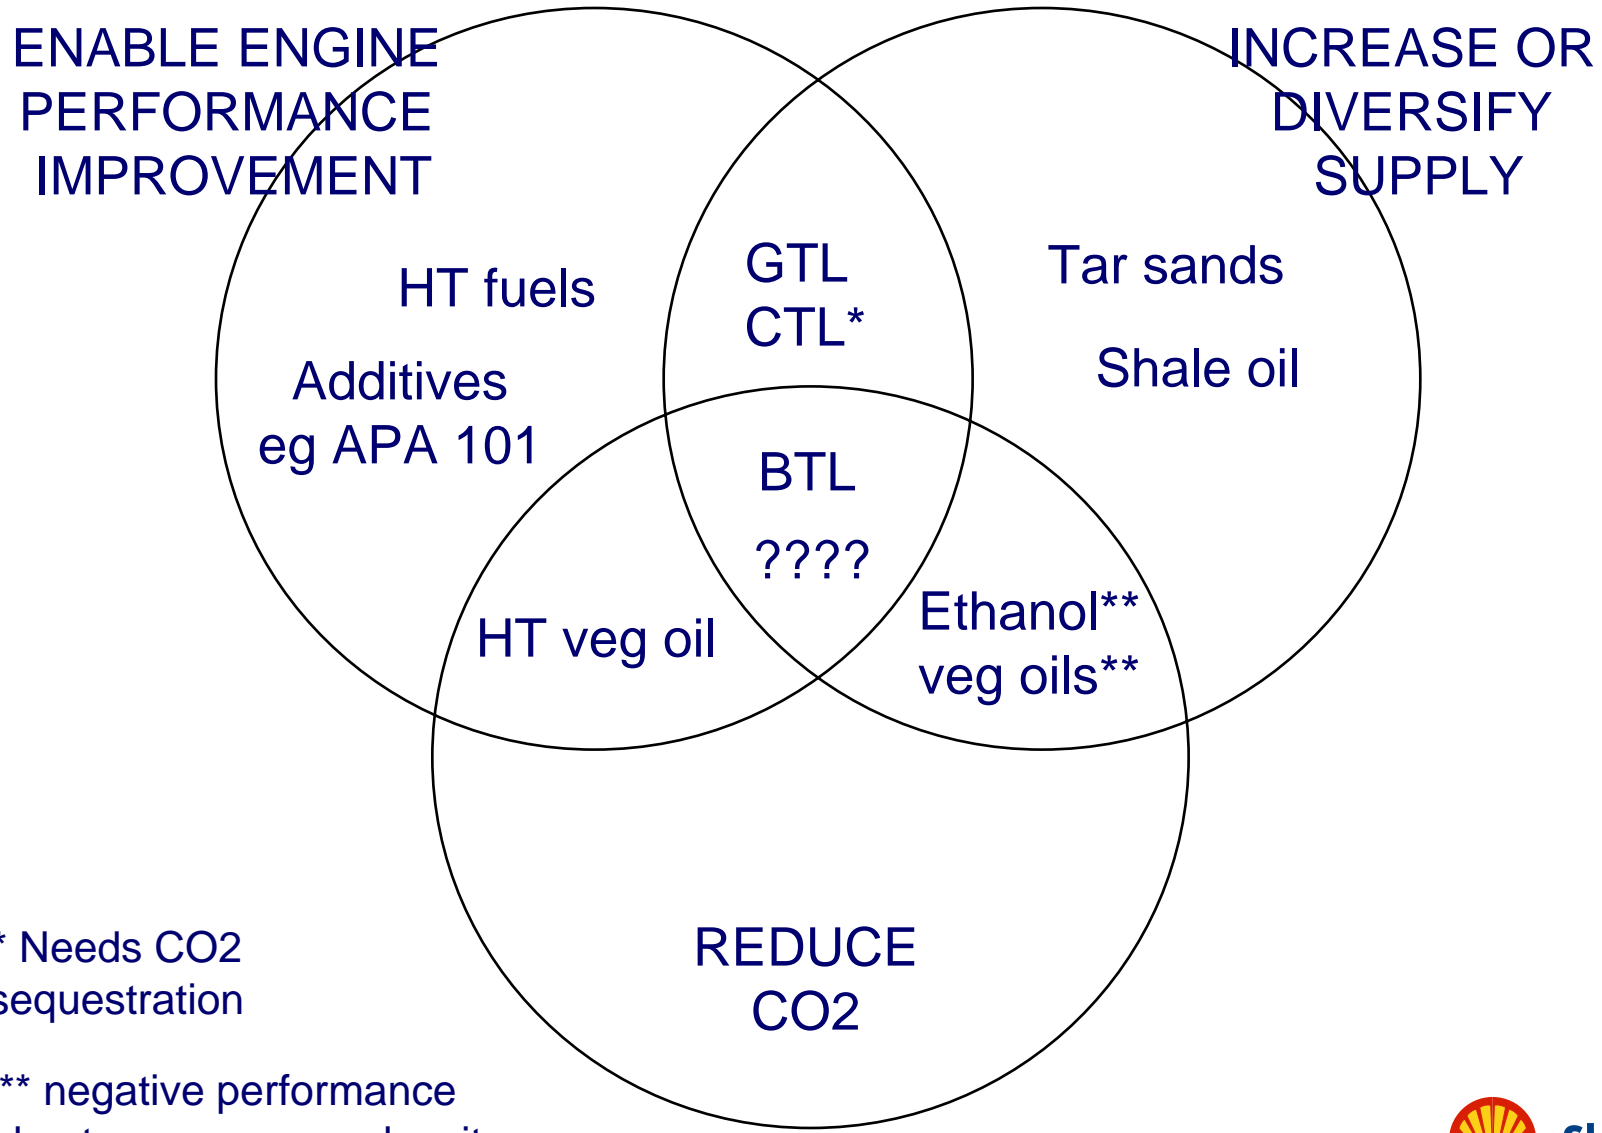 ENABLE ENGINE
PERFORMANCE
IMPROVEMENT
INCREASE OR
DIVERSIFY
SUPPLY
HT fuels
Additives
eg APA 101
GTL
CTL*
Tar sands
Shale oil
BTL
????
HT veg oil
Ethanol**
veg oils**
REDUCE
CO2
* Needs CO2
sequestration
** negative performance